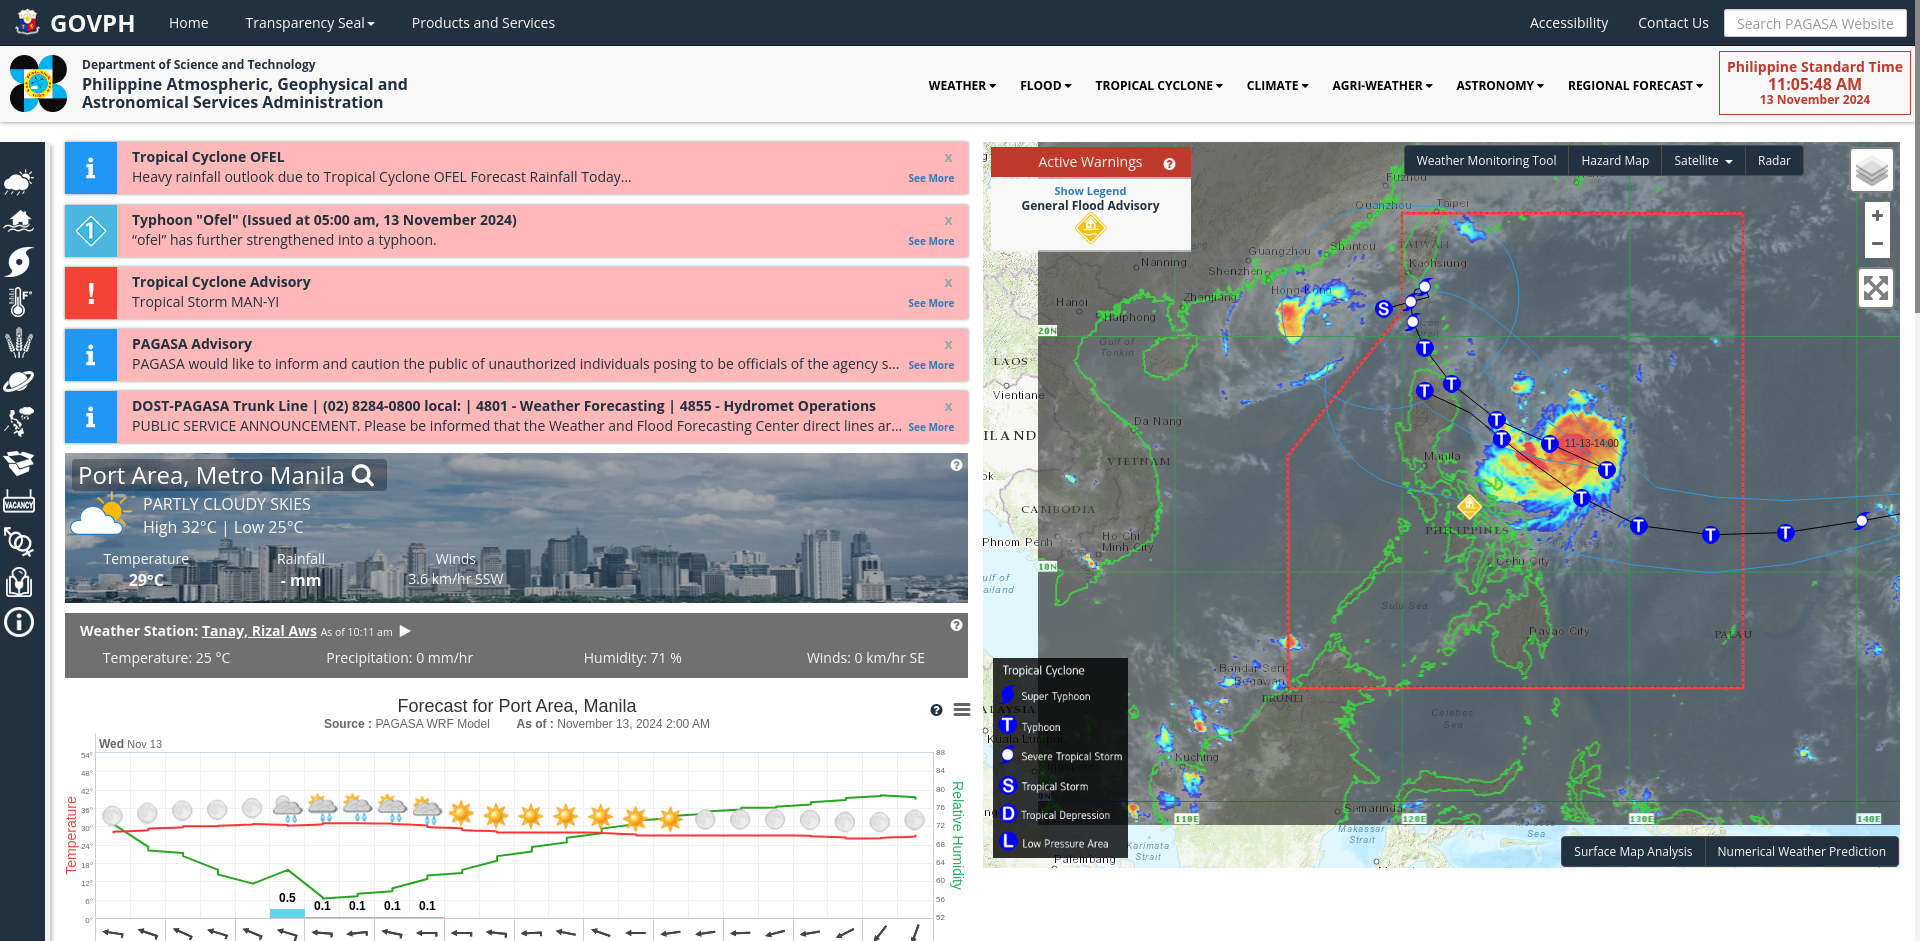 GOVPH
Home
Transparency Seal
Products and Services
Accessibility
Contact Us
Search PAGASA Website
Department of Science and Technology
Philippine Atmospheric, Geophysical and
Astronomical Services Administration
WEATHER
FLOOD
TROPICAL CYCLONE
CLIMATE
AGRI-WEATHER
ASTRONOMY
REGIONAL FORECAST
Philippine Standard Time
11:05:48 AM
13 November 2024
Tropical Cyclone OFEL
x
Heavy rainfall outlook due to Tropical Cyclone OFEL Forecast Rainfall Today...
See More
1
Typhoon "Ofel" (Issued at 05:00 am, 13 November 2024)
x
“ofel” has further strengthened into a typhoon.
See More
Tropical Cyclone Advisory
x
Tropical Storm MAN-YI
See More
PAGASA Advisory
x
PAGASA would like to inform and caution the public of unauthorized individuals posing to be officials of the agency s...
See More
DOST-PAGASA Trunk Line | (02) 8284-0800 local: | 4801 - Weather Forecasting | 4855 - Hydromet Operations
x
PUBLIC SERVICE ANNOUNCEMENT. Please be informed that the Weather and Flood Forecasting Center direct lines ar...
See More
VACANCY
Port Area, Metro Manila
PARTLY CLOUDY SKIES
High 32°C | Low 25°C
Temperature
29°C
Rainfall
- mm
Winds
3.6 km/hr SSW
Weather Station: Tanay, Rizal Aws As of 10:11 am
Temperature: 25 °C
Precipitation: 0 mm/hr
Humidity: 71 %
Winds: 0 km/hr SE
Forecast for Port Area, Manila
Source : PAGASA WRF Model
As of : November 13, 2024 2:00 AM
Wed Nov 13
Temperature
54°
48°
42°
36°
30°
24°
18°
12°
6°
0°
0.5
0.1
0.1
0.1
0.1
88
84
80
76
72
68
64
60
56
52
Relative Humidity
Active Warnings
Show Legend
General Flood Advisory
Weather Monitoring Tool
Hazard Map
Satellite
Radar
+
−
Fuzhou
Quanzhou
Taipei
TAIWAN
Kaohsiung
Guangzhou
Shantou
Shenzhen
Hong Kong
Nanning
Zhanjiang
Hanoi
Haiphong
Gulf of
Tonkin
20N
LAOS
Vientiane
ILAND
Da Nang
VIETNAM
CAMBODIA
Phnom Penh
Ho Chi
Minh City
10N
Manila
11-13-14:00
PHILIPPINES
Cebu City
Sulu Sea
Davao City
PALAU
Bandar Seri
Begawan
BRUNEI
Celebes
Sea
Kuching
Samarinda
Makassar
Strait
Karimata
Strait
Palembang
110E
120E
130E
140E
Tropical Cyclone
Super Typhoon
T Typhoon
Severe Tropical Storm
S Tropical Storm
D Tropical Depression
L Low Pressure Area
Surface Map Analysis
Numerical Weather Prediction